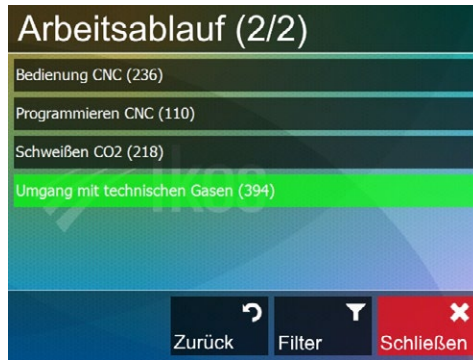 Arbeitsablauf (2/2)
Bedienung CNC (236)
Programmieren CNC (110)
Schweißen CO2 (218)
Umgang mit technischen Gasen (394)
Ikos
Zurück
Filter
Schließen